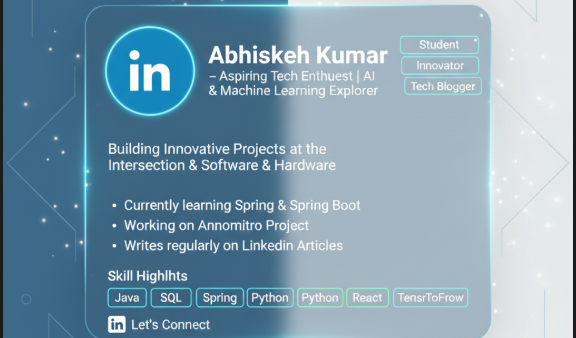 in
Abhiskeh Kumar
– Aspiring Tech Enthuest | AI
& Machine Learning Explorer
Student
Innovator
Tech Blogger
Building Innovative Projects at the
Intersection & Software & Hardware
• Currently learning Spring & Spring Boot
• Working on Annomitro Project
• Writes regularly on Linkedin Articles
Skill Highlhts
Java SQL Spring Python Python React TensrToFrow
in Let's Connect